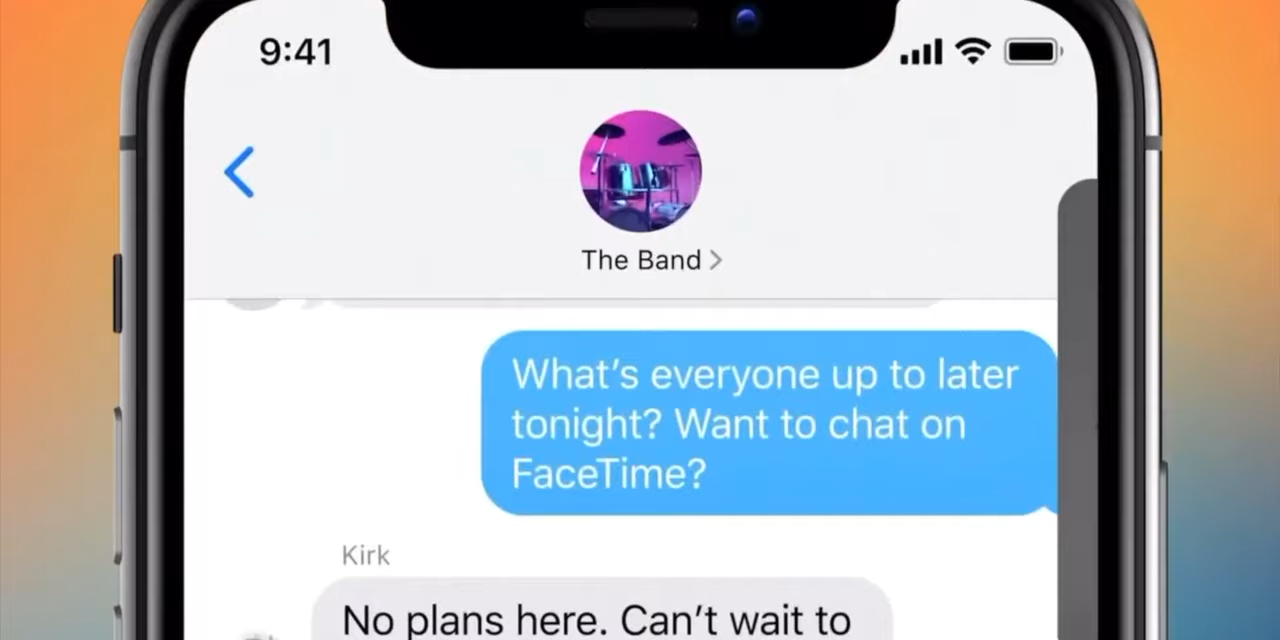 9:41
The Band
What’s everyone up to later
tonight? Want to chat on
FaceTime?
Kirk
No plans here. Can’t wait to